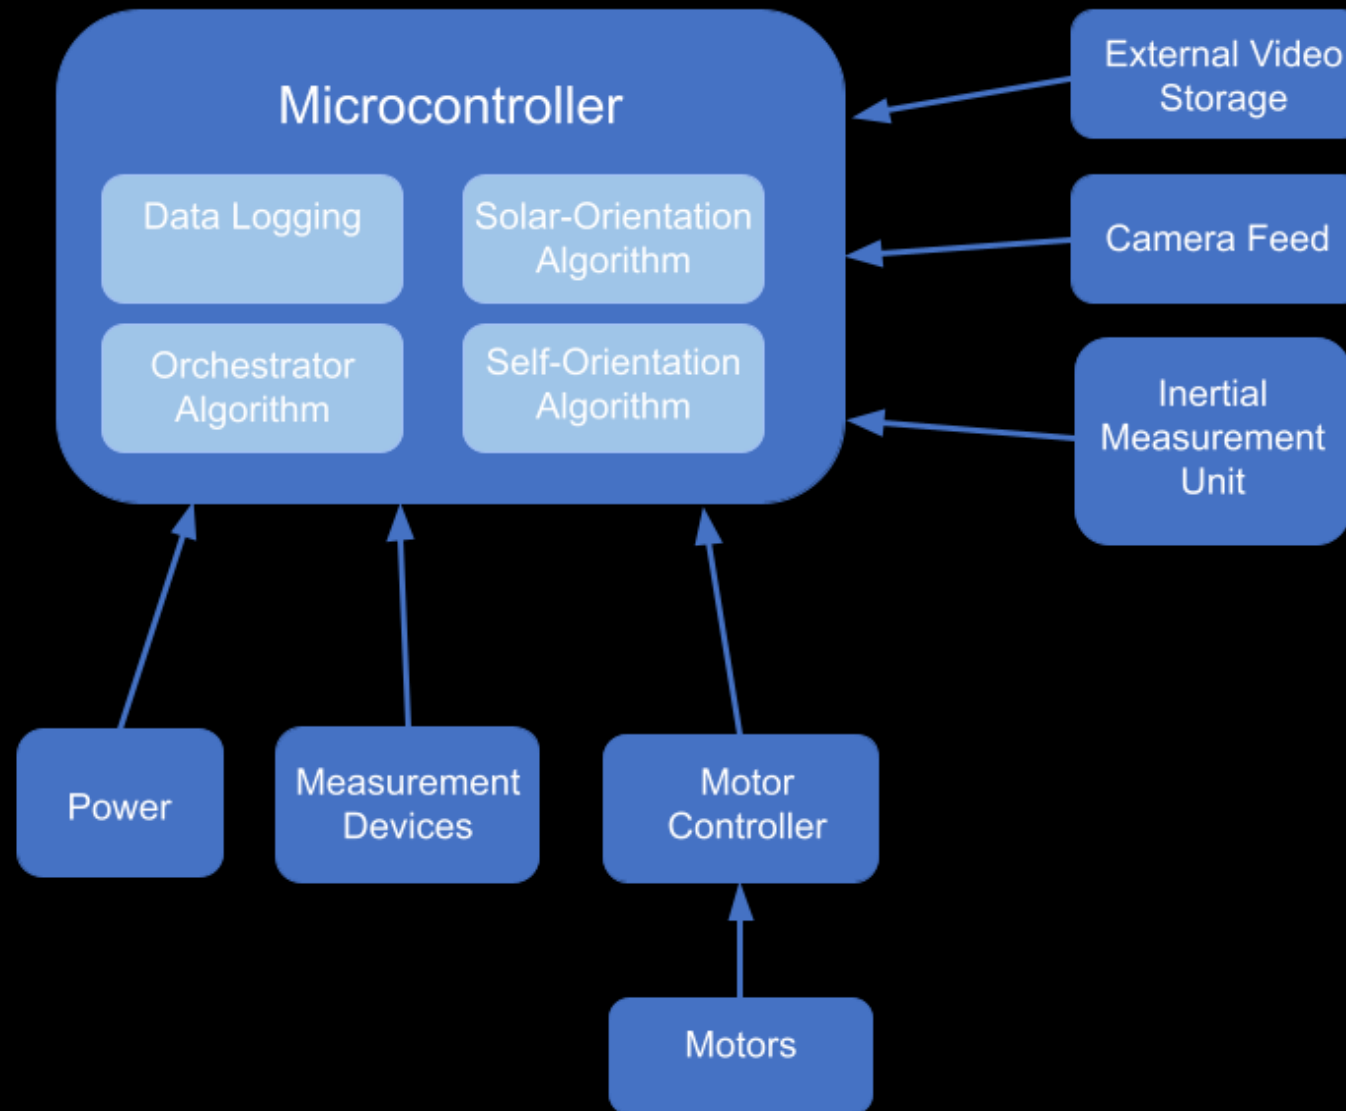 Microcontroller
Data Logging
Solar-Orientation
Algorithm
Orchestrator
Algorithm
Self-Orientation
Algorithm
External Video
Storage
Camera Feed
Inertial
Measurement
Unit
Power
Measurement
Devices
Motor
Controller
Motors